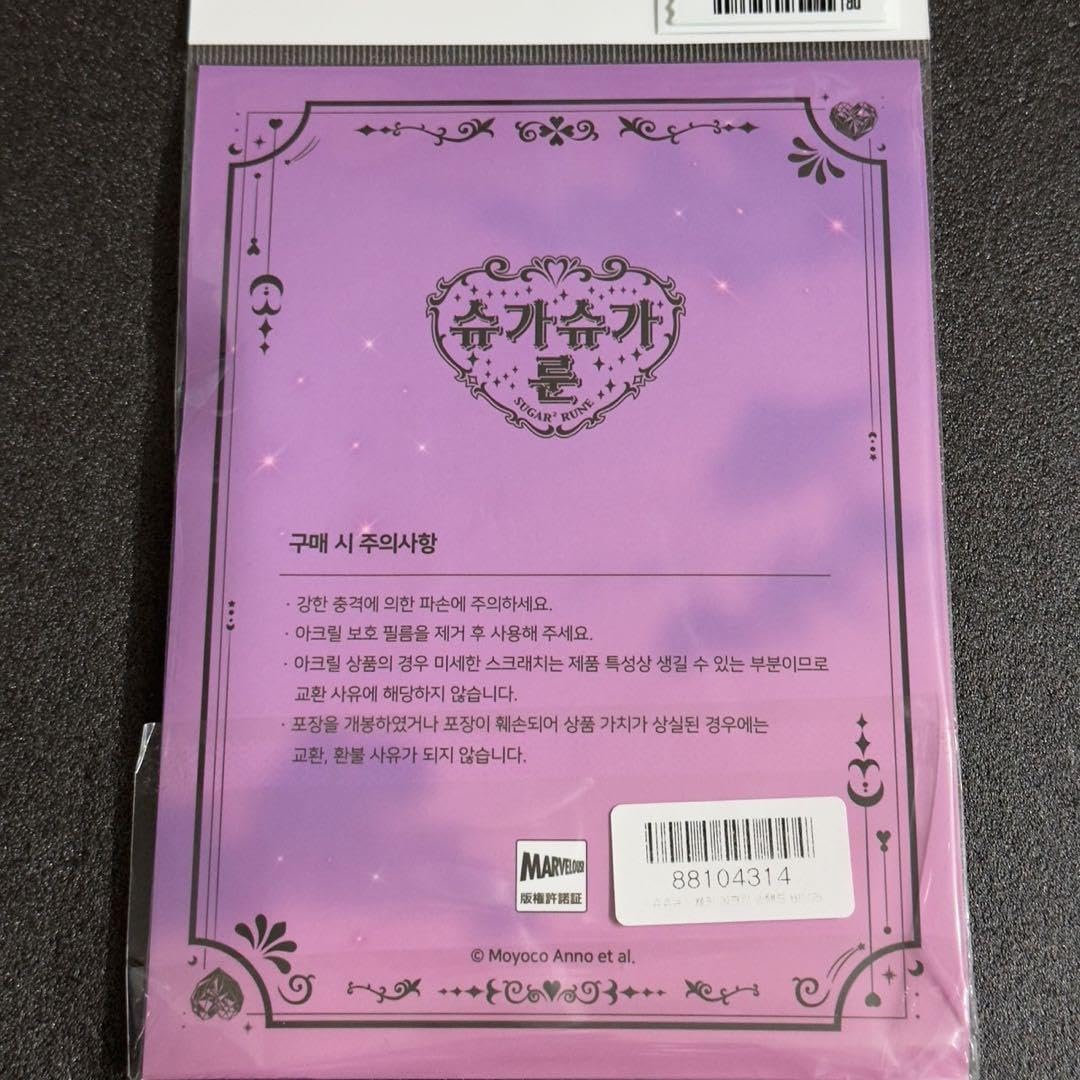 슈가슈가
룬
SUGAR² RUNE
구매 시 주의사항
· 강한 충격에 의한 파손에 주의하세요.
· 아크릴 보호 필름을 제거 후 사용해 주세요.
· 아크릴 상품의 경우 미세한 스크래치는 제품 특성상 생길 수 있는 부분이므로
교환 사유에 해당하지 않습니다.
· 포장을 개봉하였거나 포장이 훼손되어 상품 가치가 상실된 경우에는
교환, 환불 사유가 되지 않습니다.
MARVELOUS!
版権許諾証
88104314
© Moyoco Anno et al.